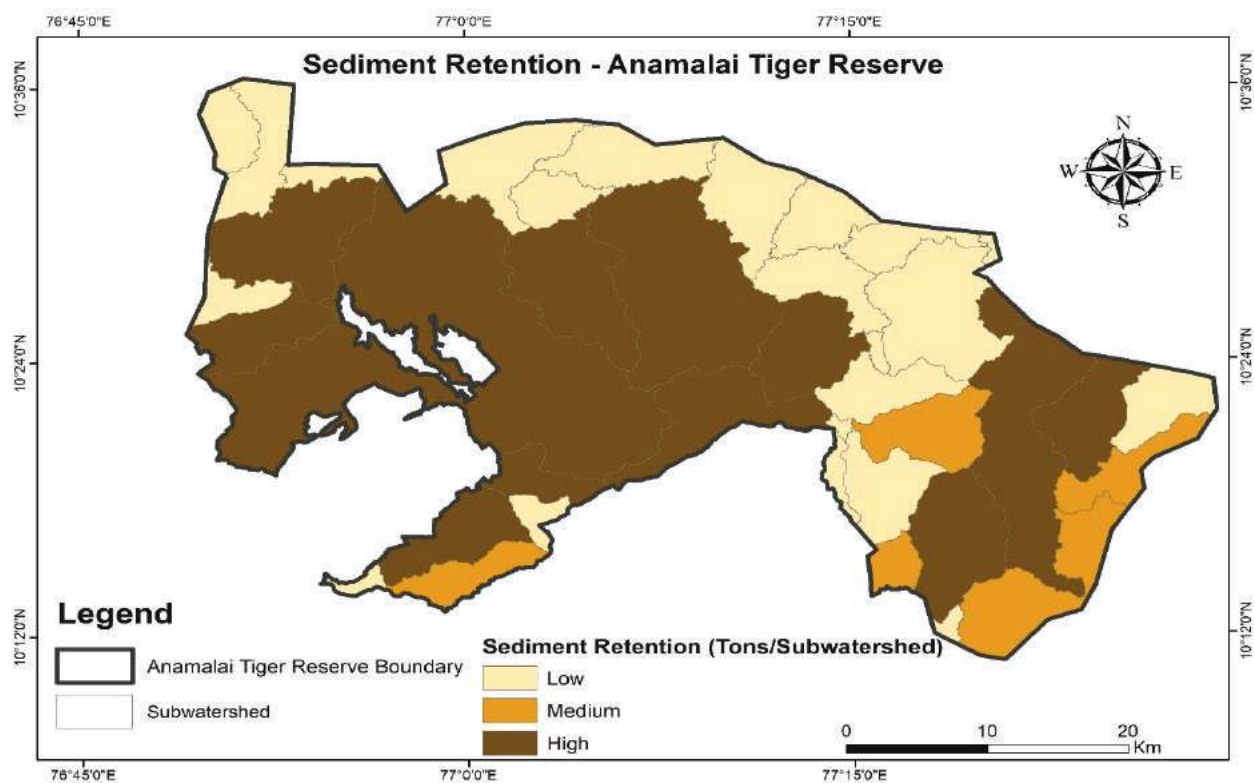 76°45'0"E 77°0'0"E 77°15'0"E
Sediment Retention - Anamalai Tiger Reserve
10°36'0"N 10°36'0"N
N
W E
S
10°24'0"N 10°24'0"N
10°12'0"N 10°12'0"N
Legend
Anamalai Tiger Reserve Boundary
Subwatershed
Sediment Retention (Tons/Subwatershed)
Low
Medium
High
0 10 20
Km
76°45'0"E 77°0'0"E 77°15'0"E